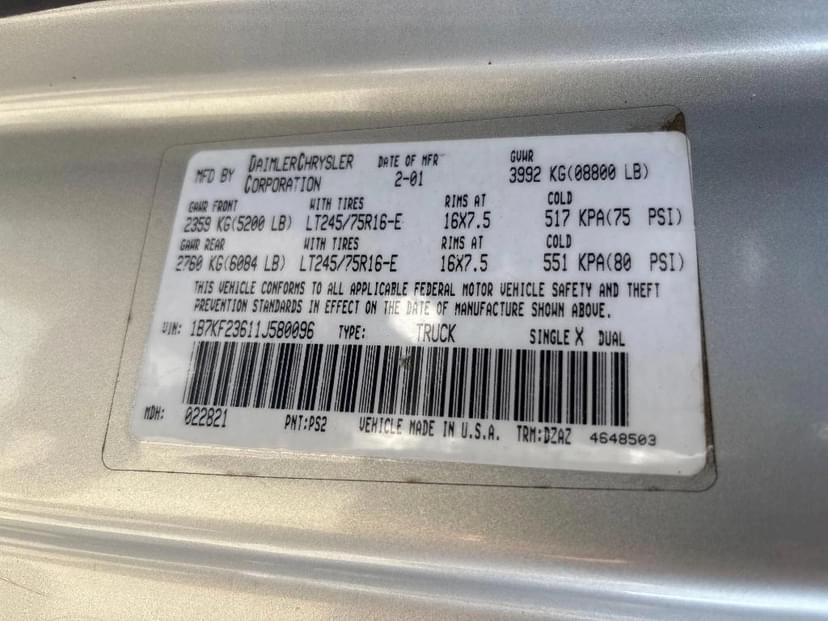 MFD BY DAIMLERCHRYSLER CORPORATION DATE OF MFR 2-01 GVWR 3992 KG(08800 LB)
GAWR FRONT WITH TIRES RIMS AT COLD
2359 KG(5200 LB) LT245/75R16-E 16X7.5 517 KPA(75 PSI)
GAWR REAR WITH TIRES RIMS AT COLD
2760 KG(6084 LB) LT245/75R16-E 16X7.5 551 KPA(80 PSI)
THIS VEHICLE CONFORMS TO ALL APPLICABLE FEDERAL MOTOR VEHICLE SAFETY AND THEFT
PREVENTION STANDARDS IN EFFECT ON THE DATE OF MANUFACTURE SHOWN ABOVE.
VIN: 1B7KF23611J580096 TYPE: TRUCK SINGLE X DUAL
MDH: 022821 PNT:PS2 VEHICLE MADE IN U.S.A. TRM:DZAZ 4648503